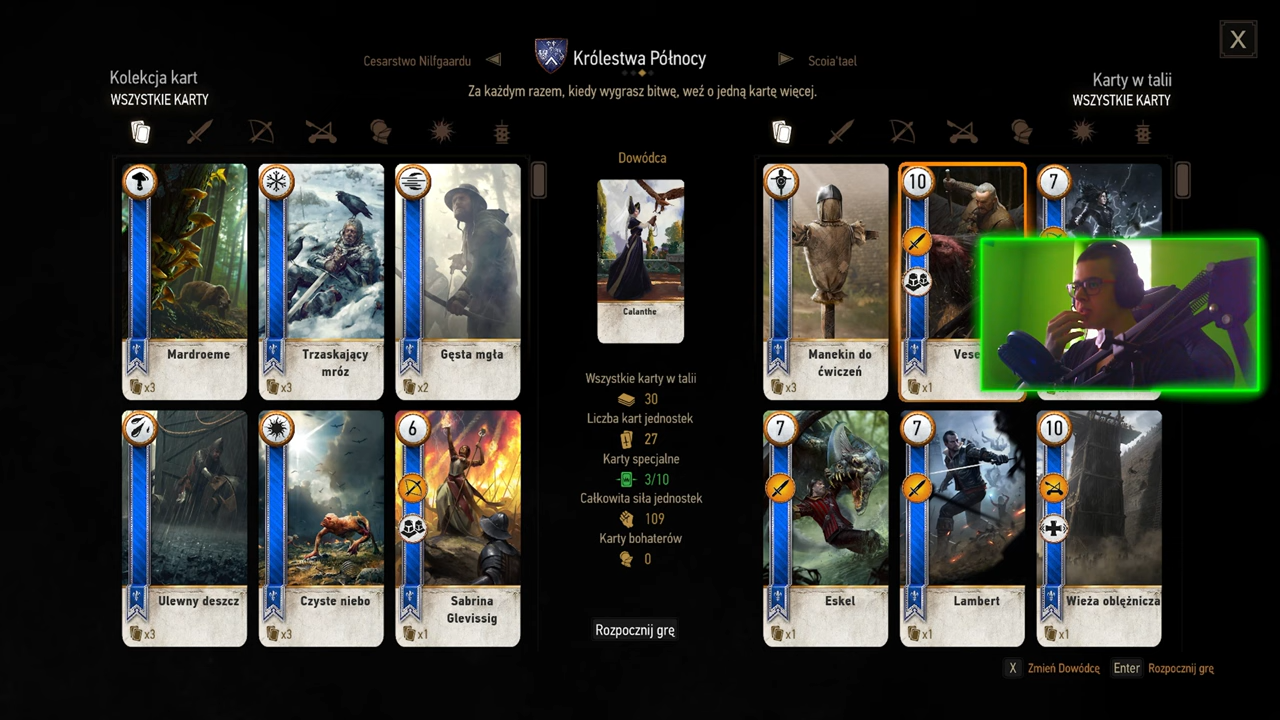 Cesarstwo Nilfgaardu
Królestwa Północy
Scoia'tael
X
Kolekcja kart
WSZYSTKIE KARTY
Za każdym razem, kiedy wygrasz bitwę, weź o jedną kartę więcej.
Karty w talii
WSZYSTKIE KARTY
Dowódca
Calanthe
Mardroeme
x3
Trzaskający
mróz
x3
Gęsta mgła
x2
Ulewny deszcz
x3
Czyste niebo
x3
6
Sabrina
Glevissig
x1
Wszystkie karty w talii
30
Liczba kart jednostek
27
Karty specjalne
3/10
Całkowita siła jednostek
109
Karty bohaterów
0
Rozpocznij grę
Manekin do
ćwiczeń
x3
10
Vese
x1
7
7
Eskel
x1
7
Lambert
x1
10
Wieża oblężnicza
x1
X Zmień Dowódcę Enter Rozpocznij grę